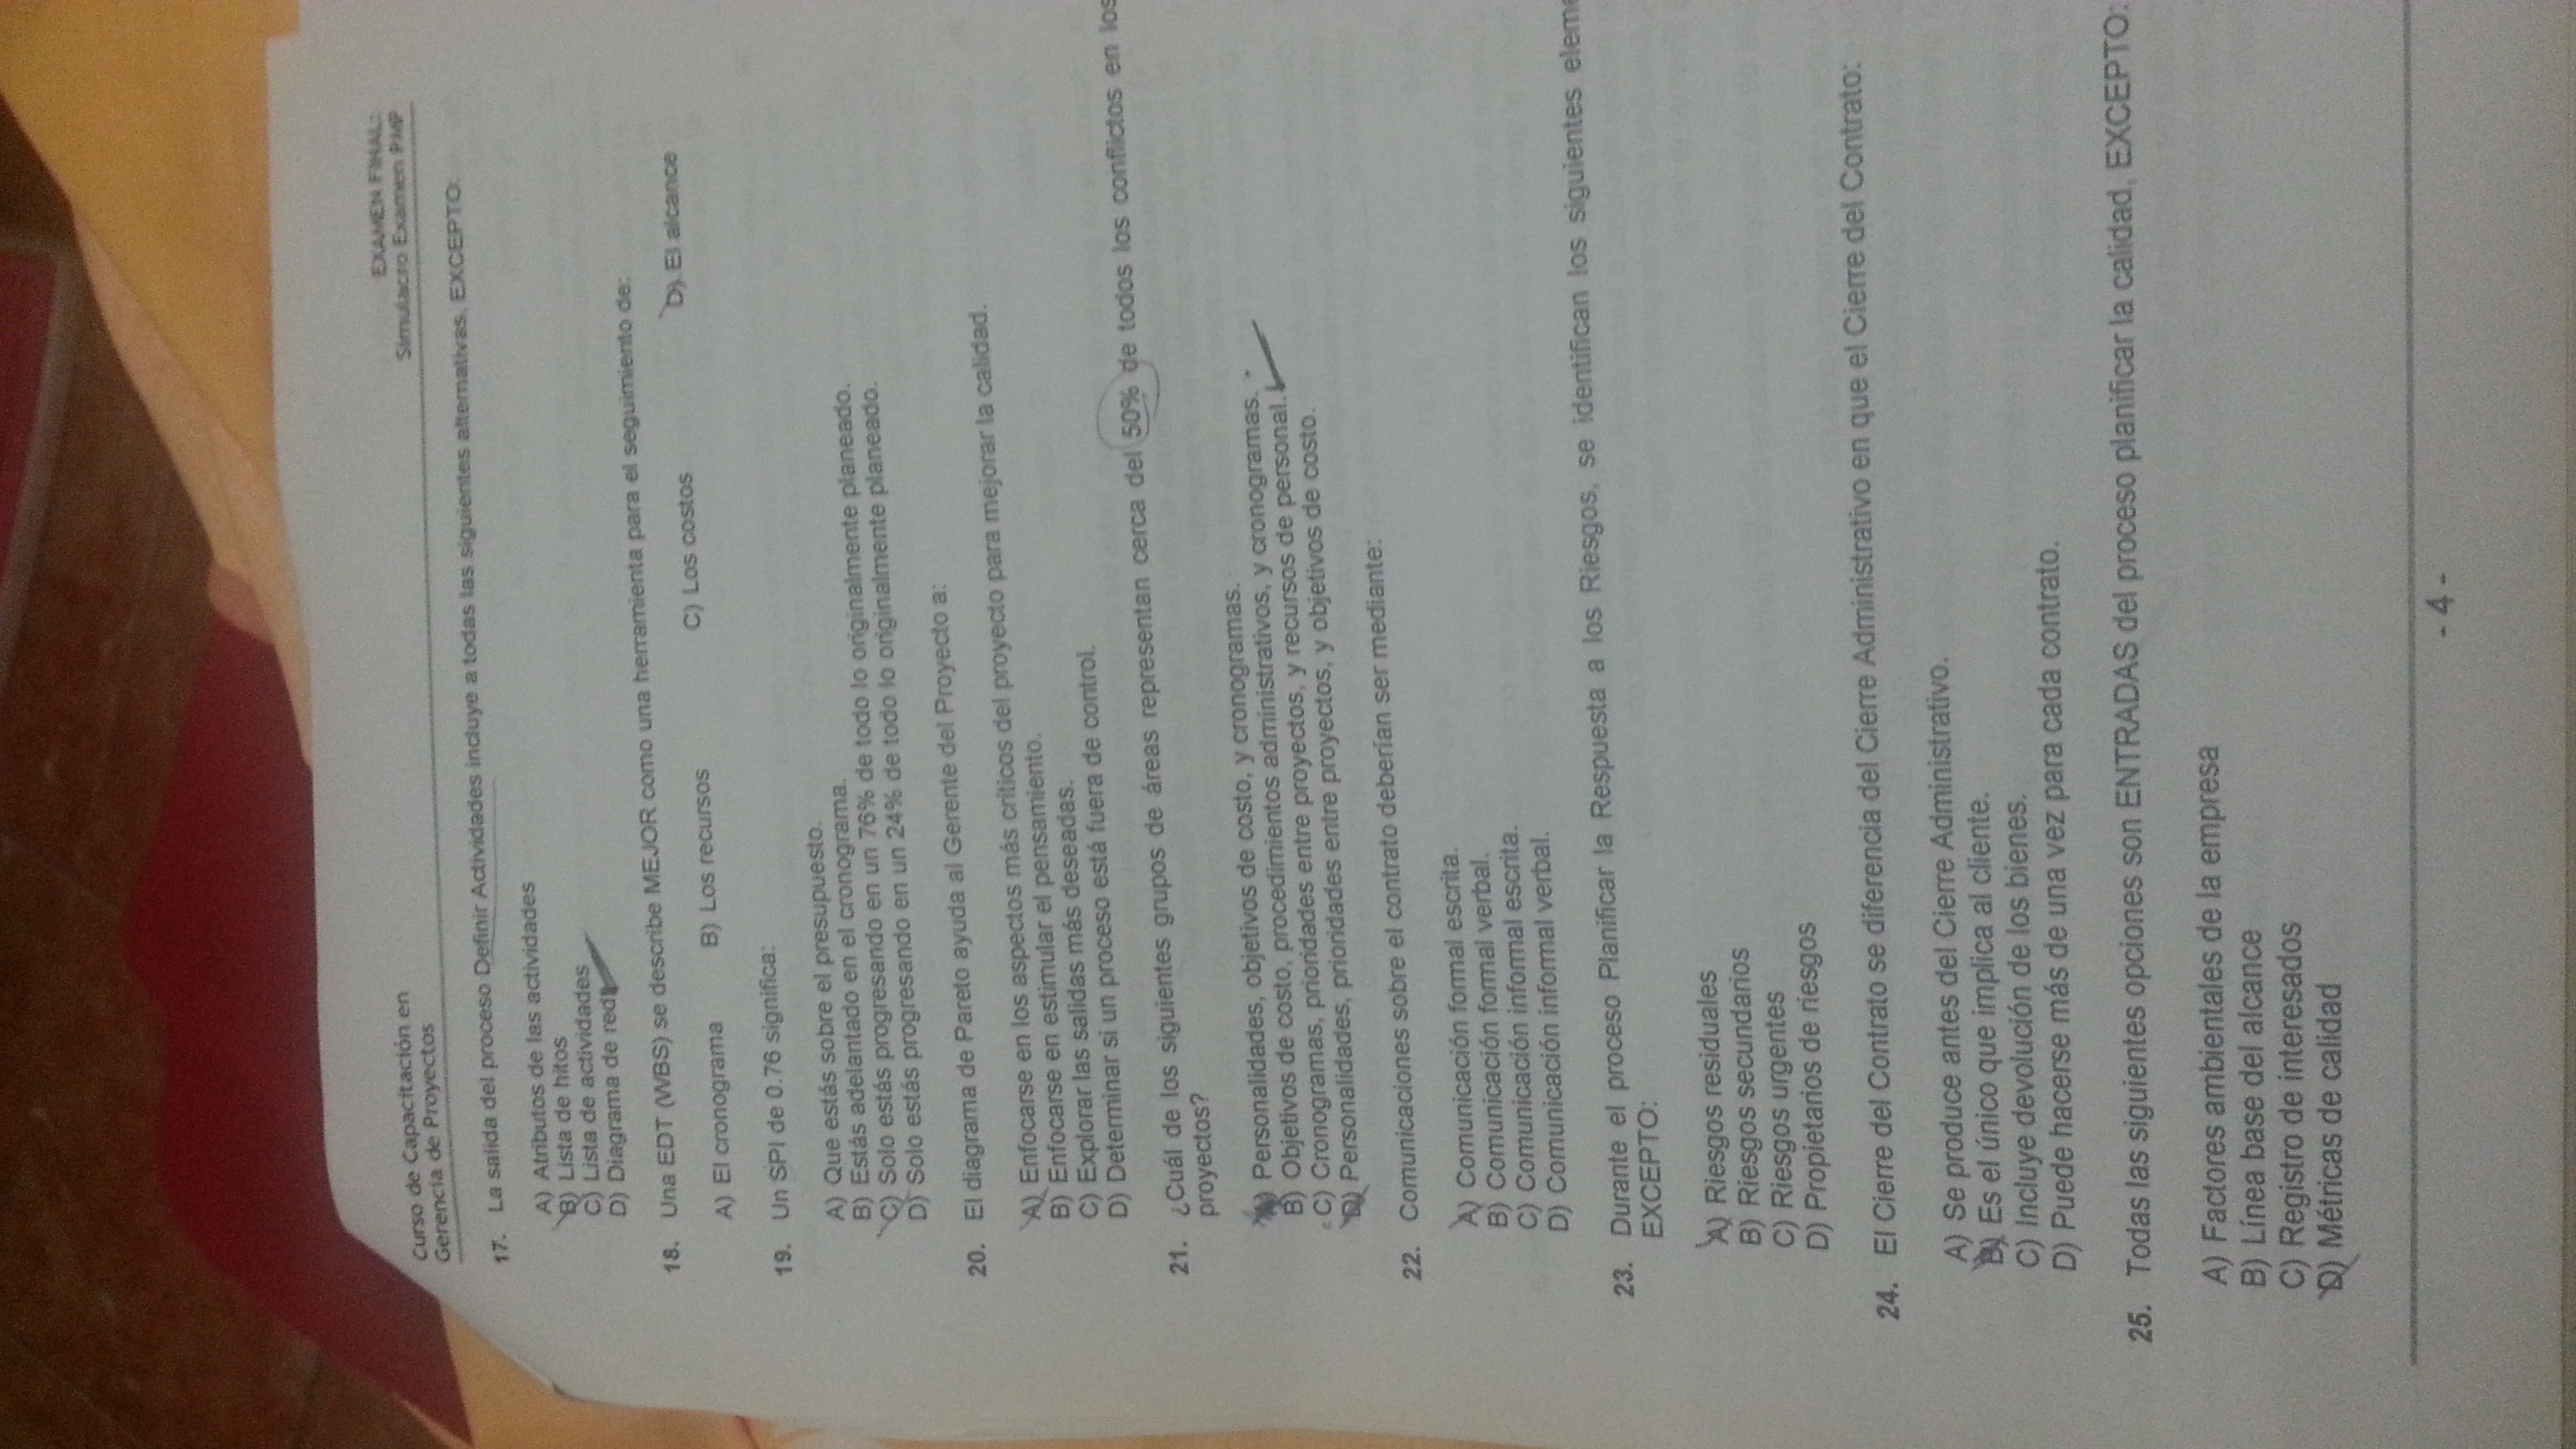 Curso de Capacitación en
Gerencia de Proyectos
EXAMEN FINAL:
Simulacro Examen PMP
17. La salida del proceso Definir Actividades incluye a todas las siguientes alternativas, EXCEPTO:
A) Atributos de las actividades
B) Lista de hitos
C) Lista de actividades
D) Diagrama de red
18. Una EDT (WBS) se describe MEJOR como una herramienta para el seguimiento de:
A) El cronograma B) Los recursos C) Los costos D) El alcance
19. Un SPI de 0.76 significa:
A) Que estás sobre el presupuesto.
B) Estás adelantado en el cronograma.
C) Solo estás progresando en un 76% de todo lo originalmente planeado.
D) Solo estás progresando en un 24% de todo lo originalmente planeado.
20. El diagrama de Pareto ayuda al Gerente del Proyecto a:
A) Enfocarse en los aspectos más críticos del proyecto para mejorar la calidad.
B) Enfocarse en estimular el pensamiento.
C) Explorar las salidas más deseadas.
D) Determinar si un proceso está fuera de control.
21. ¿Cuál de los siguientes grupos de áreas representan cerca del 50% de todos los conflictos en los
proyectos?
A) Personalidades, objetivos de costo, y cronogramas.
B) Objetivos de costo, procedimientos administrativos, y cronogramas.
C) Cronogramas, prioridades entre proyectos, y recursos de personal.
D) Personalidades, prioridades entre proyectos, y objetivos de costo.
22. Comunicaciones sobre el contrato deberían ser mediante:
A) Comunicación formal escrita.
B) Comunicación formal verbal.
C) Comunicación informal escrita.
D) Comunicación informal verbal.
23. Durante el proceso Planificar la Respuesta a los Riesgos, se identifican los siguientes eleme
EXCEPTO:
A) Riesgos residuales
B) Riesgos secundarios
C) Riesgos urgentes
D) Propietarios de riesgos
24. El Cierre del Contrato se diferencia del Cierre Administrativo en que el Cierre del Contrato:
A) Se produce antes del Cierre Administrativo.
B) Es el único que implica al cliente.
C) Incluye devolución de los bienes.
D) Puede hacerse más de una vez para cada contrato.
25. Todas las siguientes opciones son ENTRADAS del proceso planificar la calidad, EXCEPTO:
A) Factores ambientales de la empresa
B) Línea base del alcance
C) Registro de interesados
D) Métricas de calidad
- 4 -